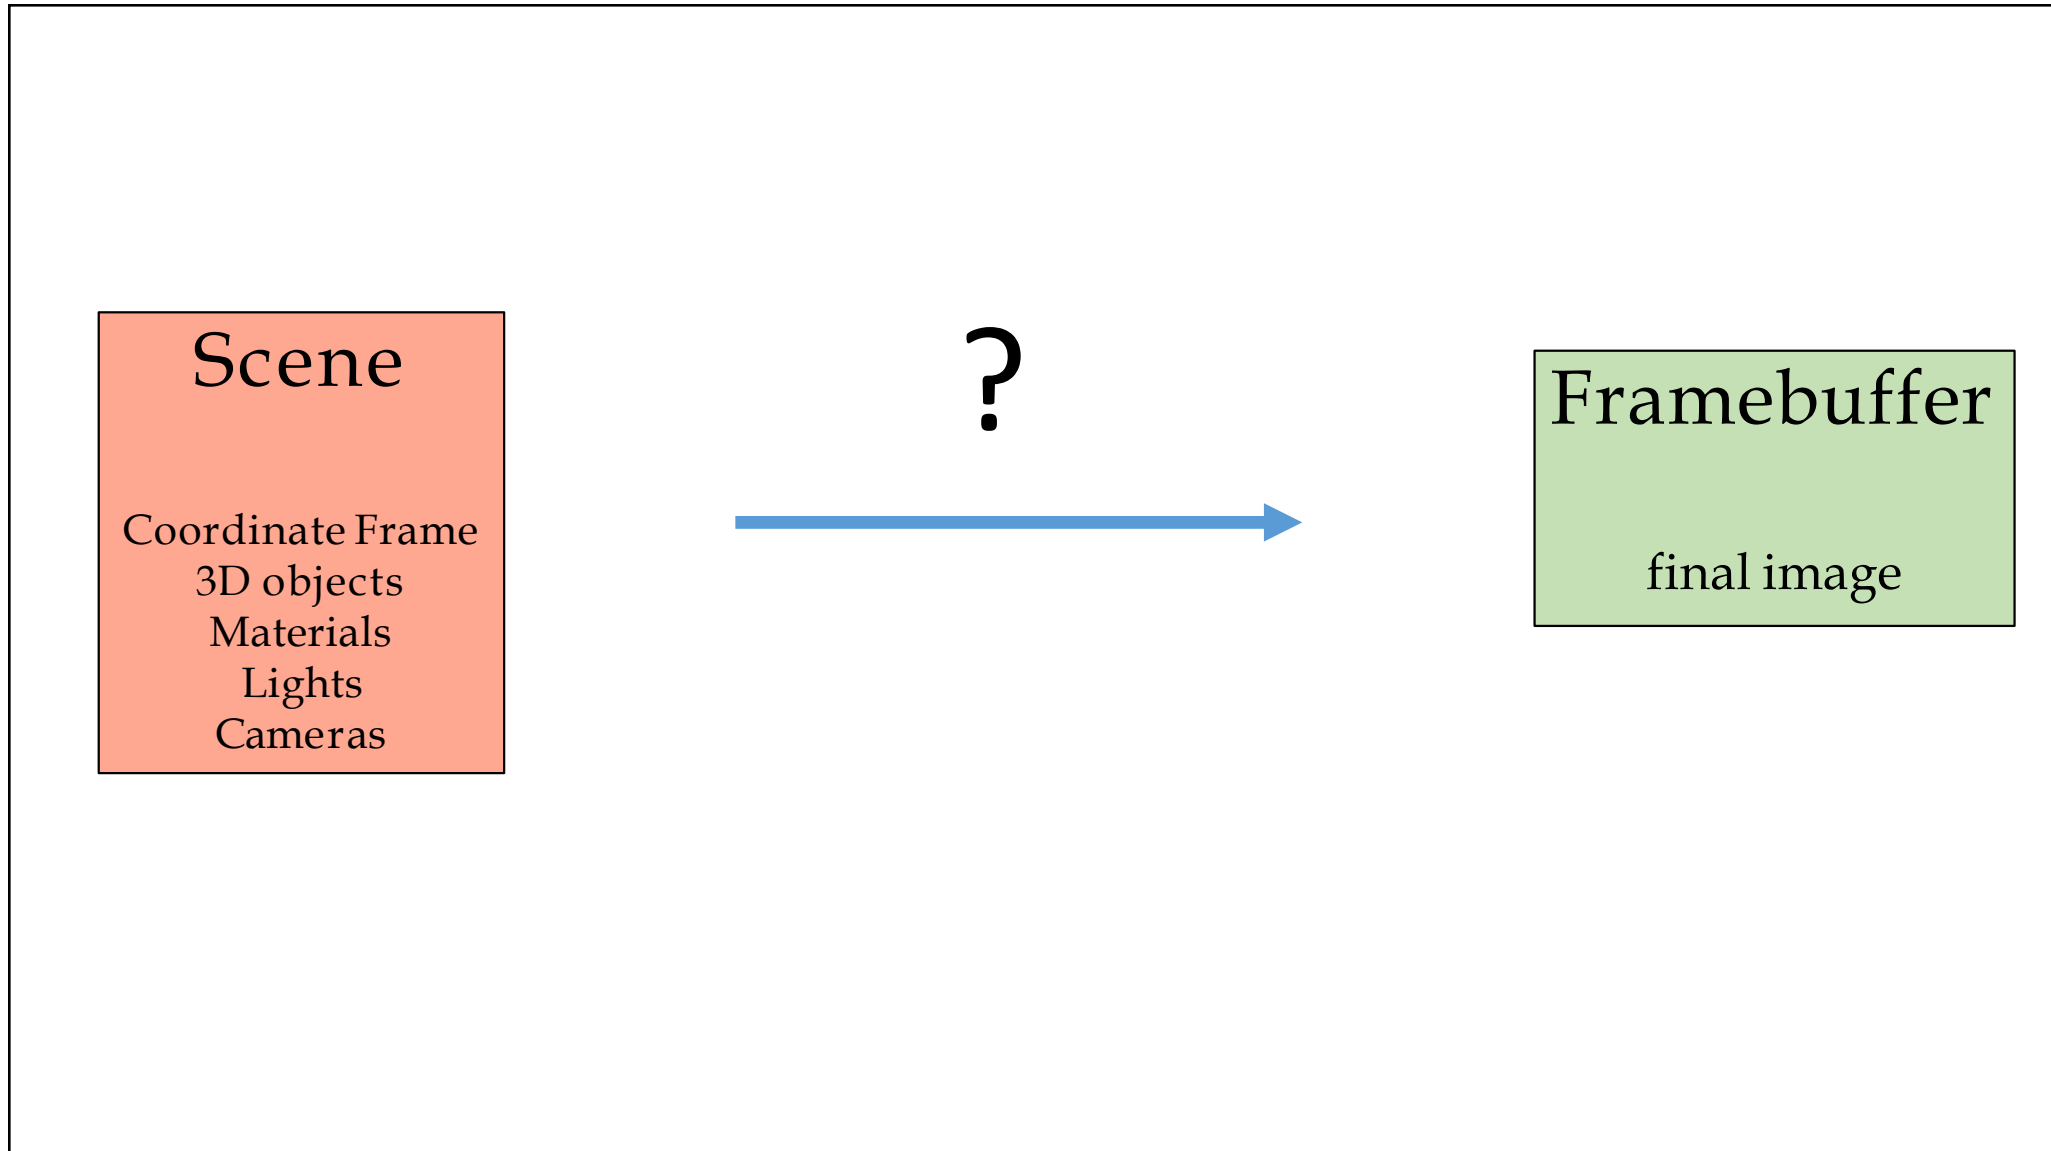 Scene
Coordinate Frame
3D objects
Materials
Lights
Cameras
?
Framebuffer
final image